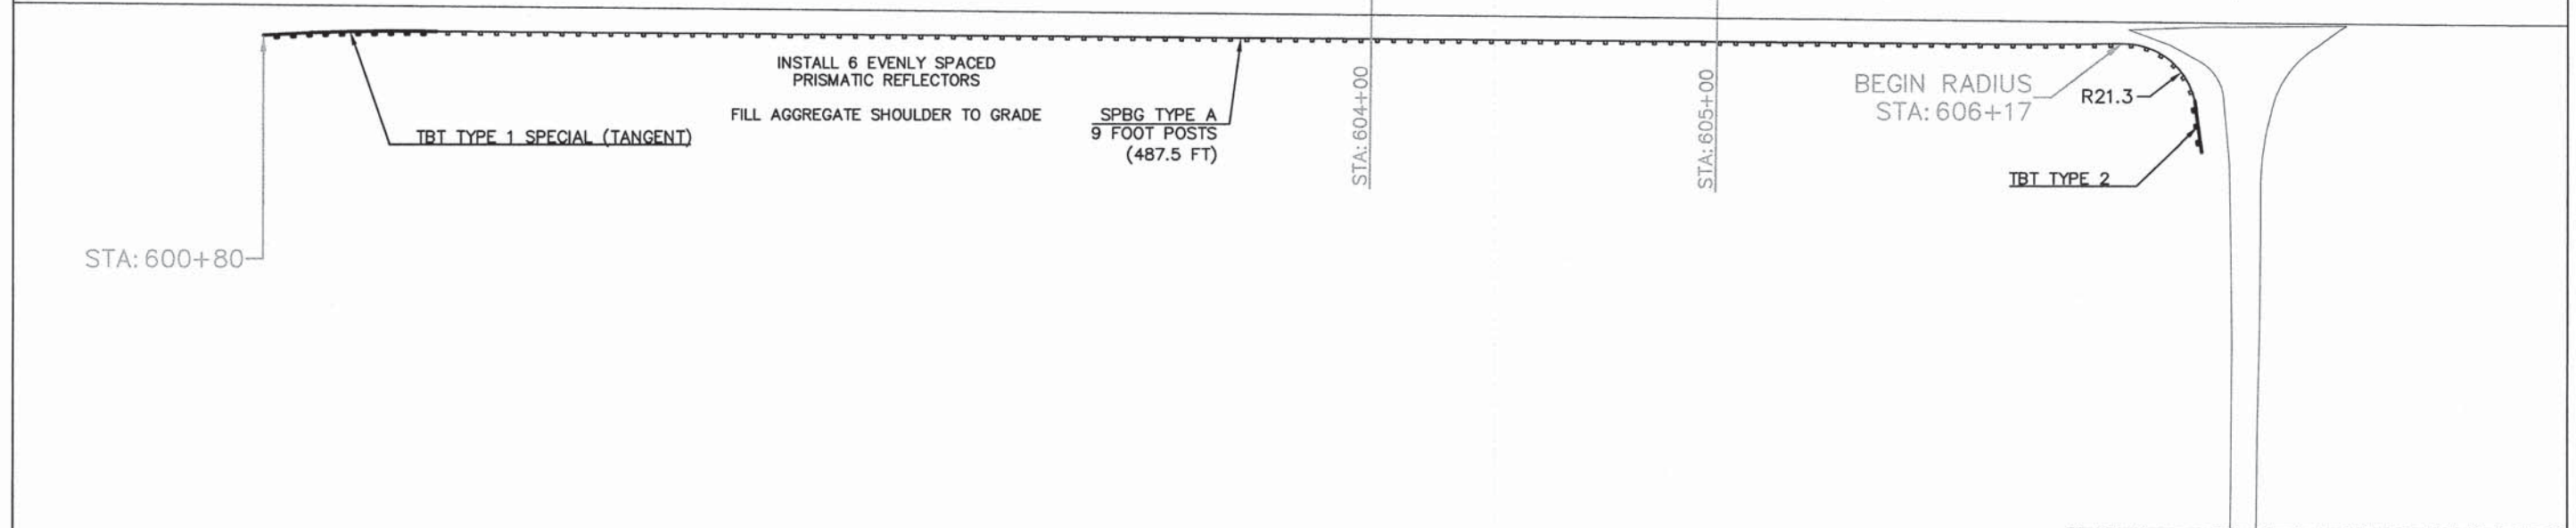 INSTALL 6 EVENLY SPACED
PRISMATIC REFLECTORS
FILL AGGREGATE SHOULDER TO GRADE
TBT TYPE 1 SPECIAL (TANGENT)
SPBG TYPE A
9 FOOT POSTS
(487.5 FT)
STA: 604+00
STA: 605+00
BEGIN RADIUS
STA: 606+17
R21.3
TBT TYPE 2
STA: 600+80